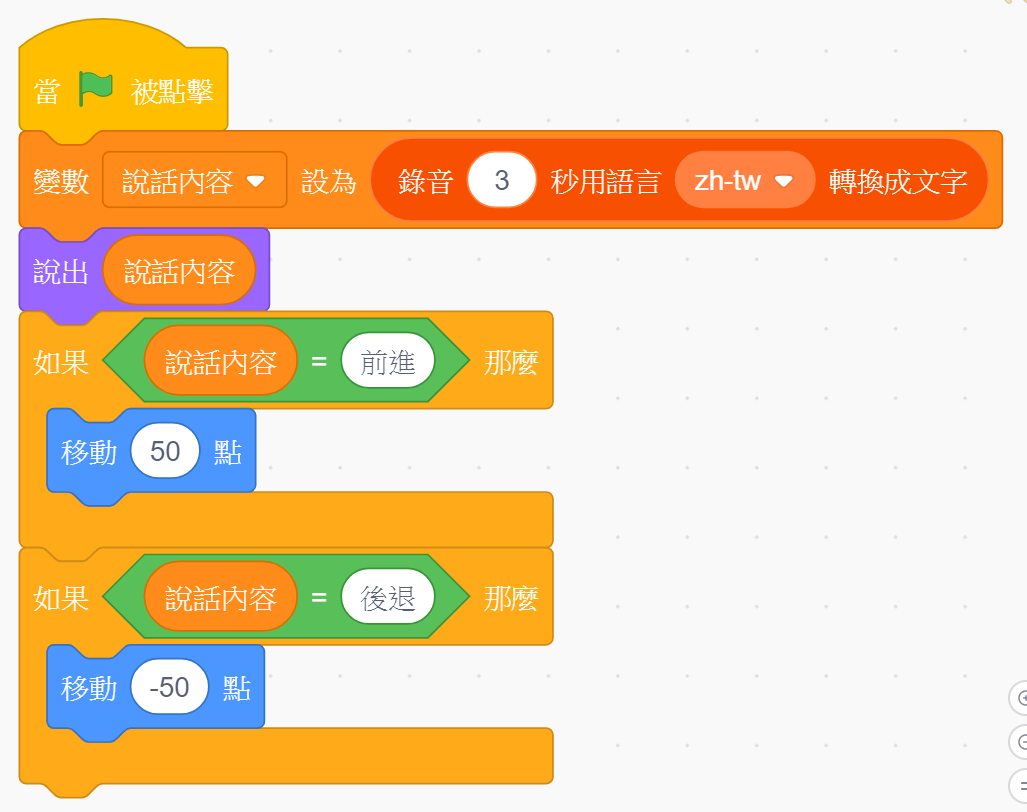 當 被點擊
變數 說話內容 設為 錄音 3 秒用語言 zh-tw 轉換成文字
說出 說話內容
如果 說話內容 = 前進 那麼
移動 50 點
如果 說話內容 = 後退 那麼
移動 -50 點